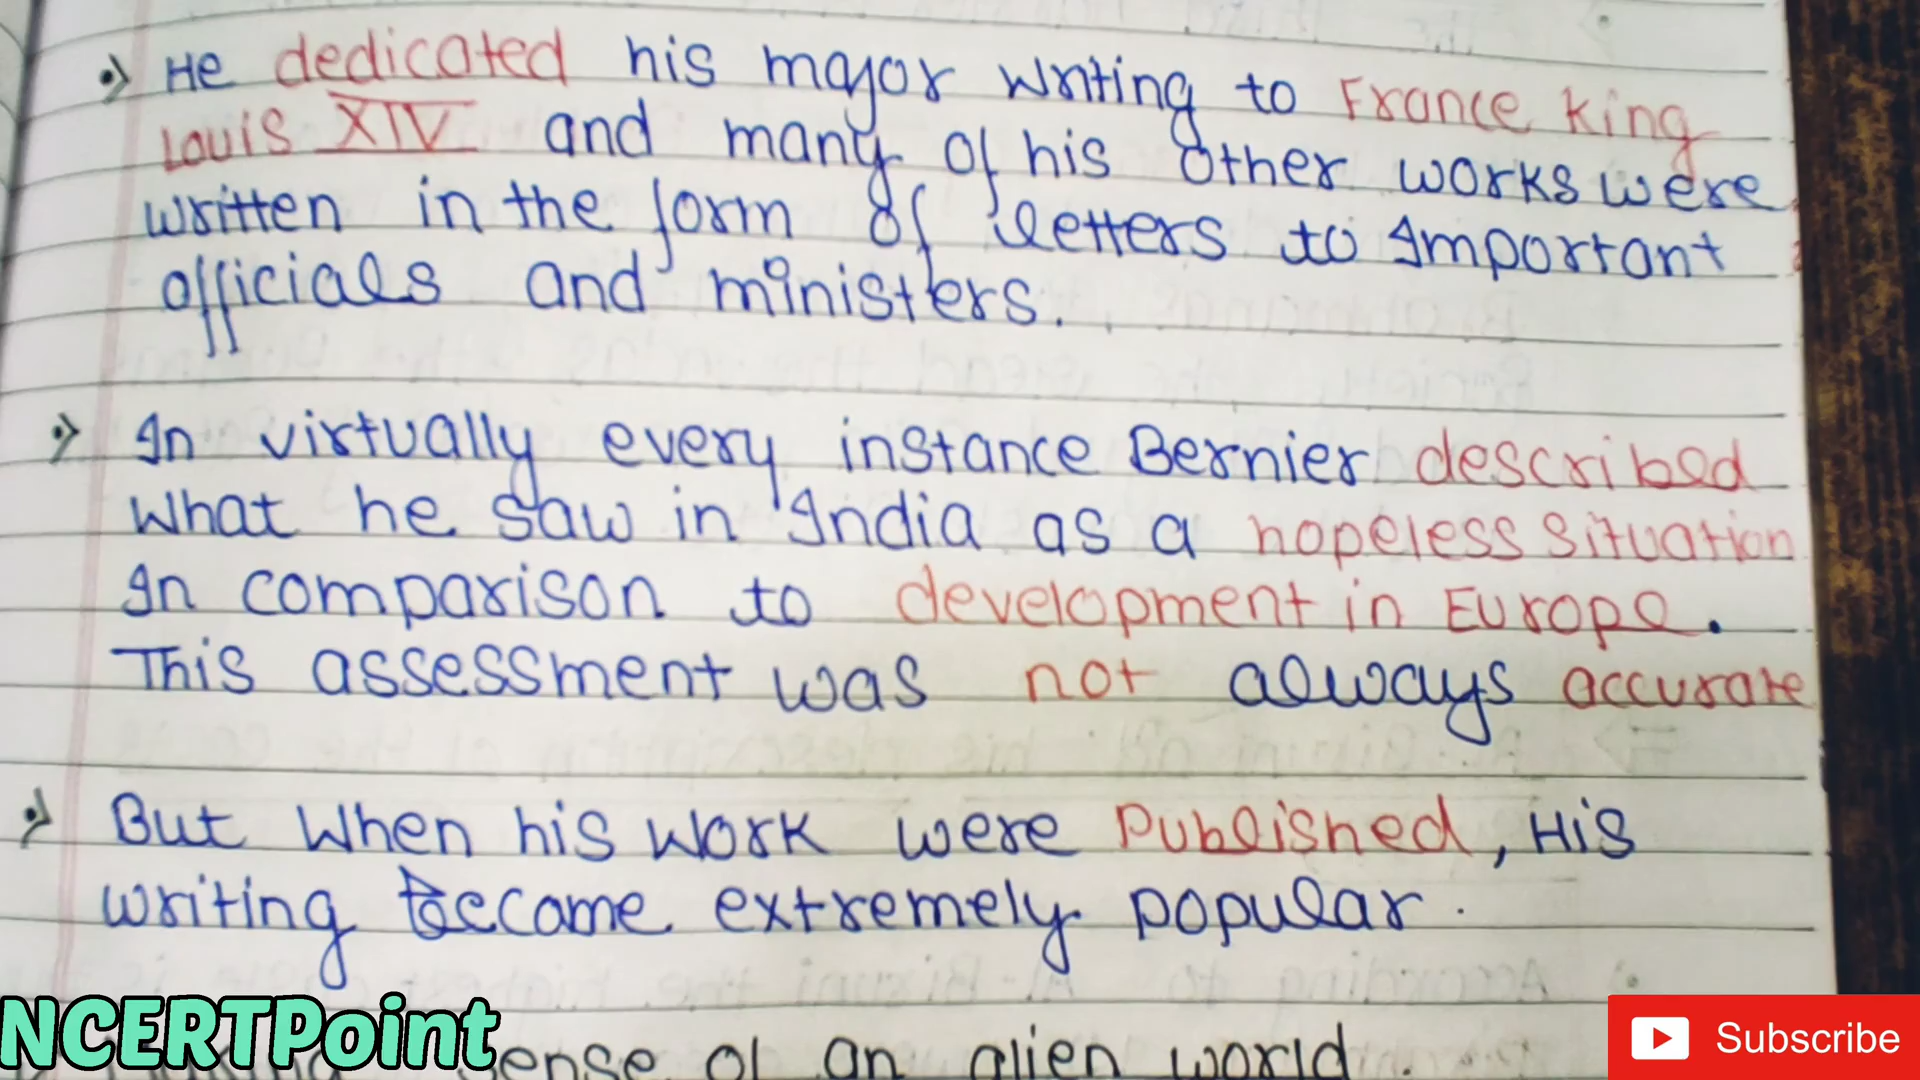 He dedicated his major writing to France King
Louis XIV and many of his other works were
written in the form of letters to Important
officials and ministers.
In virtually every instance Bernier described
What he saw in India as a hopeless situation
In comparison to development in Europe.
This assessment was not always accurate
But When his work were Published, His
writing became extremely popular.
NCERTPoint
sense of an alien world.
Subscribe